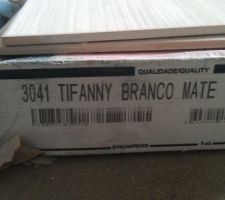 QUALIDADE/QUALITY
3041 TIFANNY BRANCO MATE